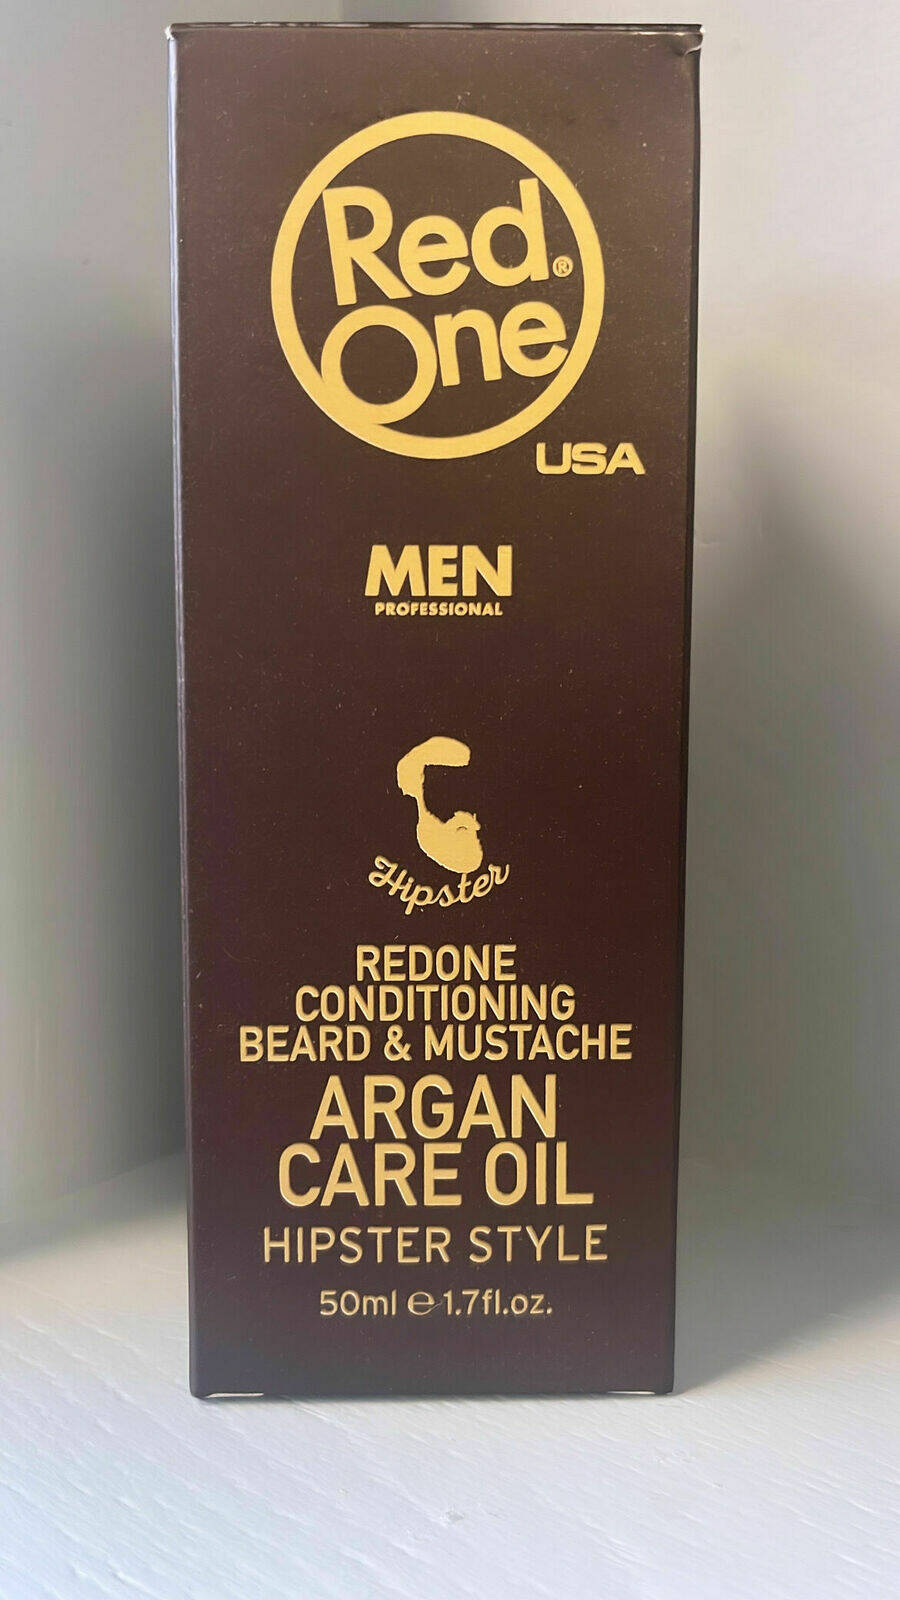 Red®
One
USA
MEN
PROFESSIONAL
Hipster
REDONE
CONDITIONING
BEARD & MUSTACHE
ARGAN
CARE OIL
HIPSTER STYLE
50ml ℮ 1.7fl.oz.